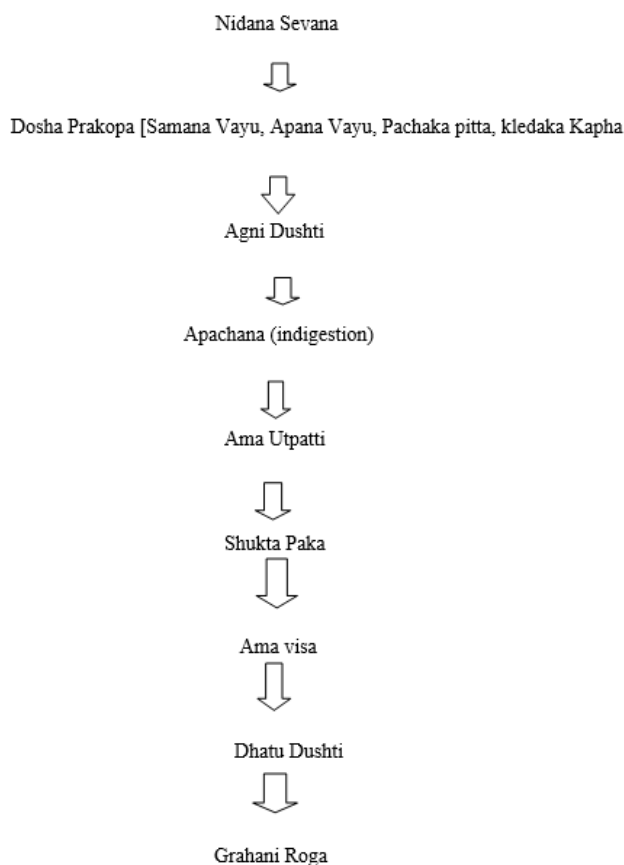 Nidana Sevana
Dosha Prakopa [Samana Vayu, Apana Vayu, Pachaka pitta, kledaka Kapha
Agni Dushti
Apachana (indigestion)
Ama Utpatti
Shukta Paka
Ama visa
Dhatu Dushti
Grahani Roga